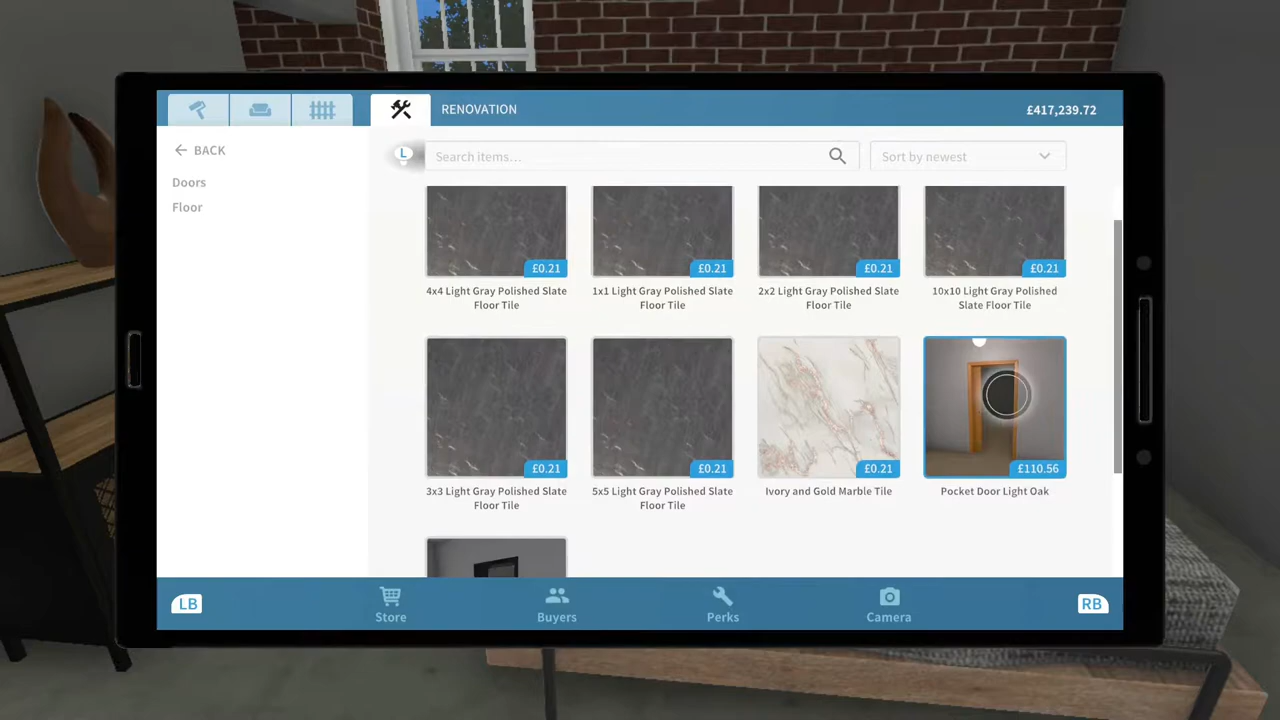 RENOVATION
£417,239.72
BACK
L
Search items...
Sort by newest
Doors
Floor
£0.21
£0.21
£0.21
£0.21
4x4 Light Gray Polished Slate
Floor Tile
1x1 Light Gray Polished Slate
Floor Tile
2x2 Light Gray Polished Slate
Floor Tile
10x10 Light Gray Polished
Slate Floor Tile
£0.21
£0.21
£0.21
£110.56
3x3 Light Gray Polished Slate
Floor Tile
5x5 Light Gray Polished Slate
Floor Tile
Ivory and Gold Marble Tile
Pocket Door Light Oak
LB
Store
Buyers
Perks
Camera
RB